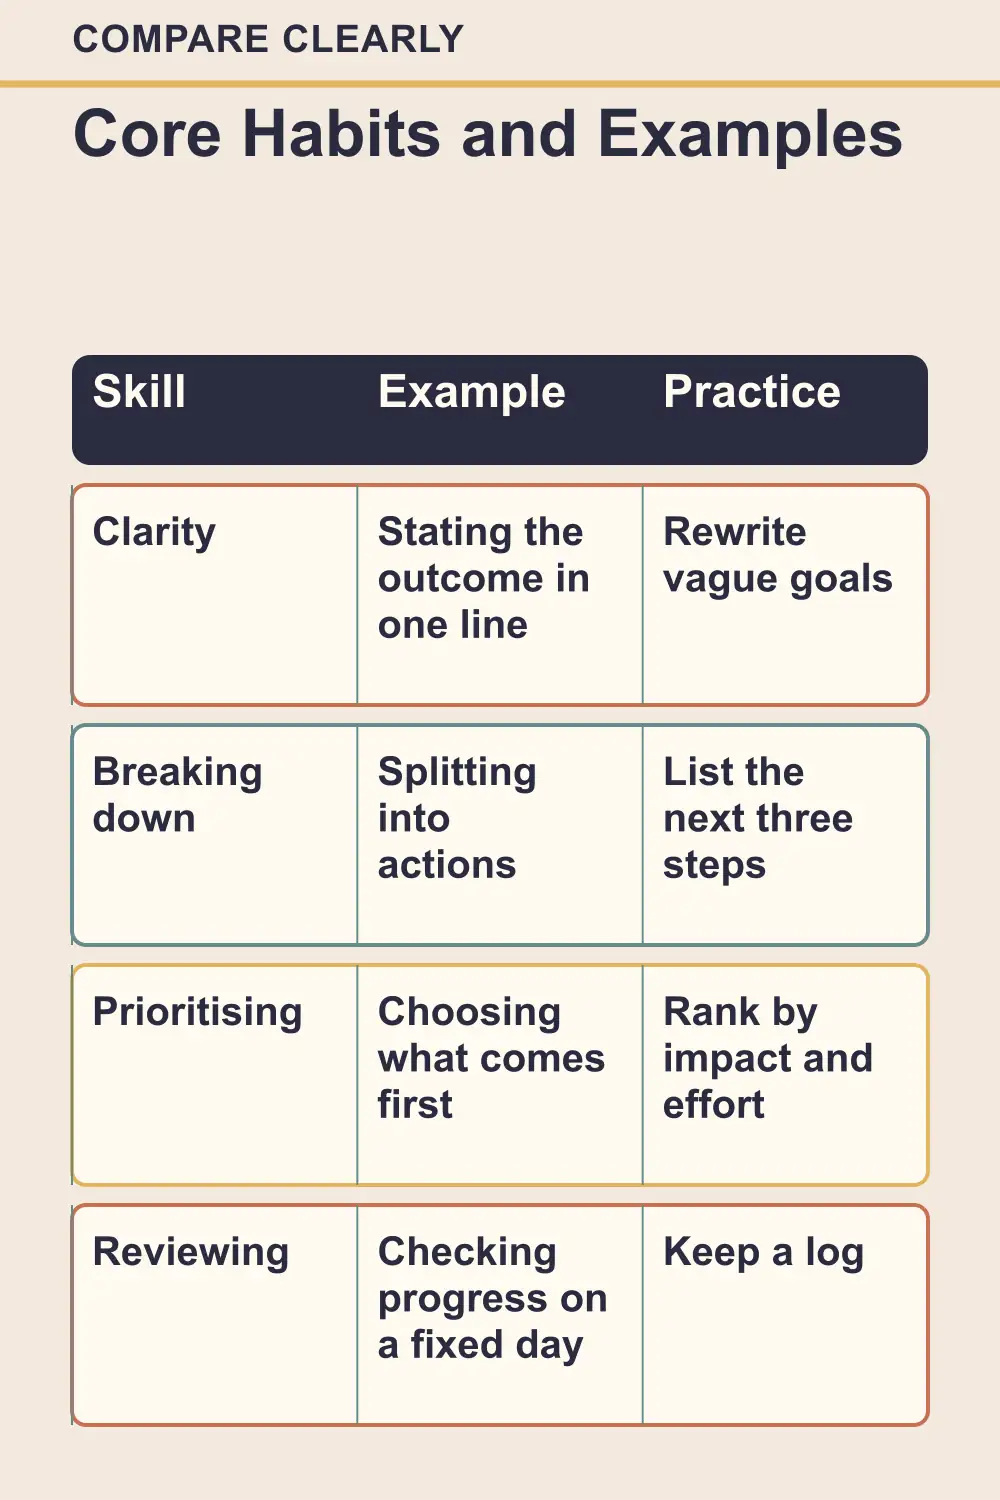 COMPARE CLEARLY
Core Habits and Examples
Skill
Example
Practice
Clarity
Stating the
outcome in
one line
Rewrite
vague goals
Breaking
down
Splitting
into
actions
List the
next three
steps
Prioritising
Choosing
what comes
first
Rank by
impact and
effort
Reviewing
Checking
progress on
a fixed day
Keep a log